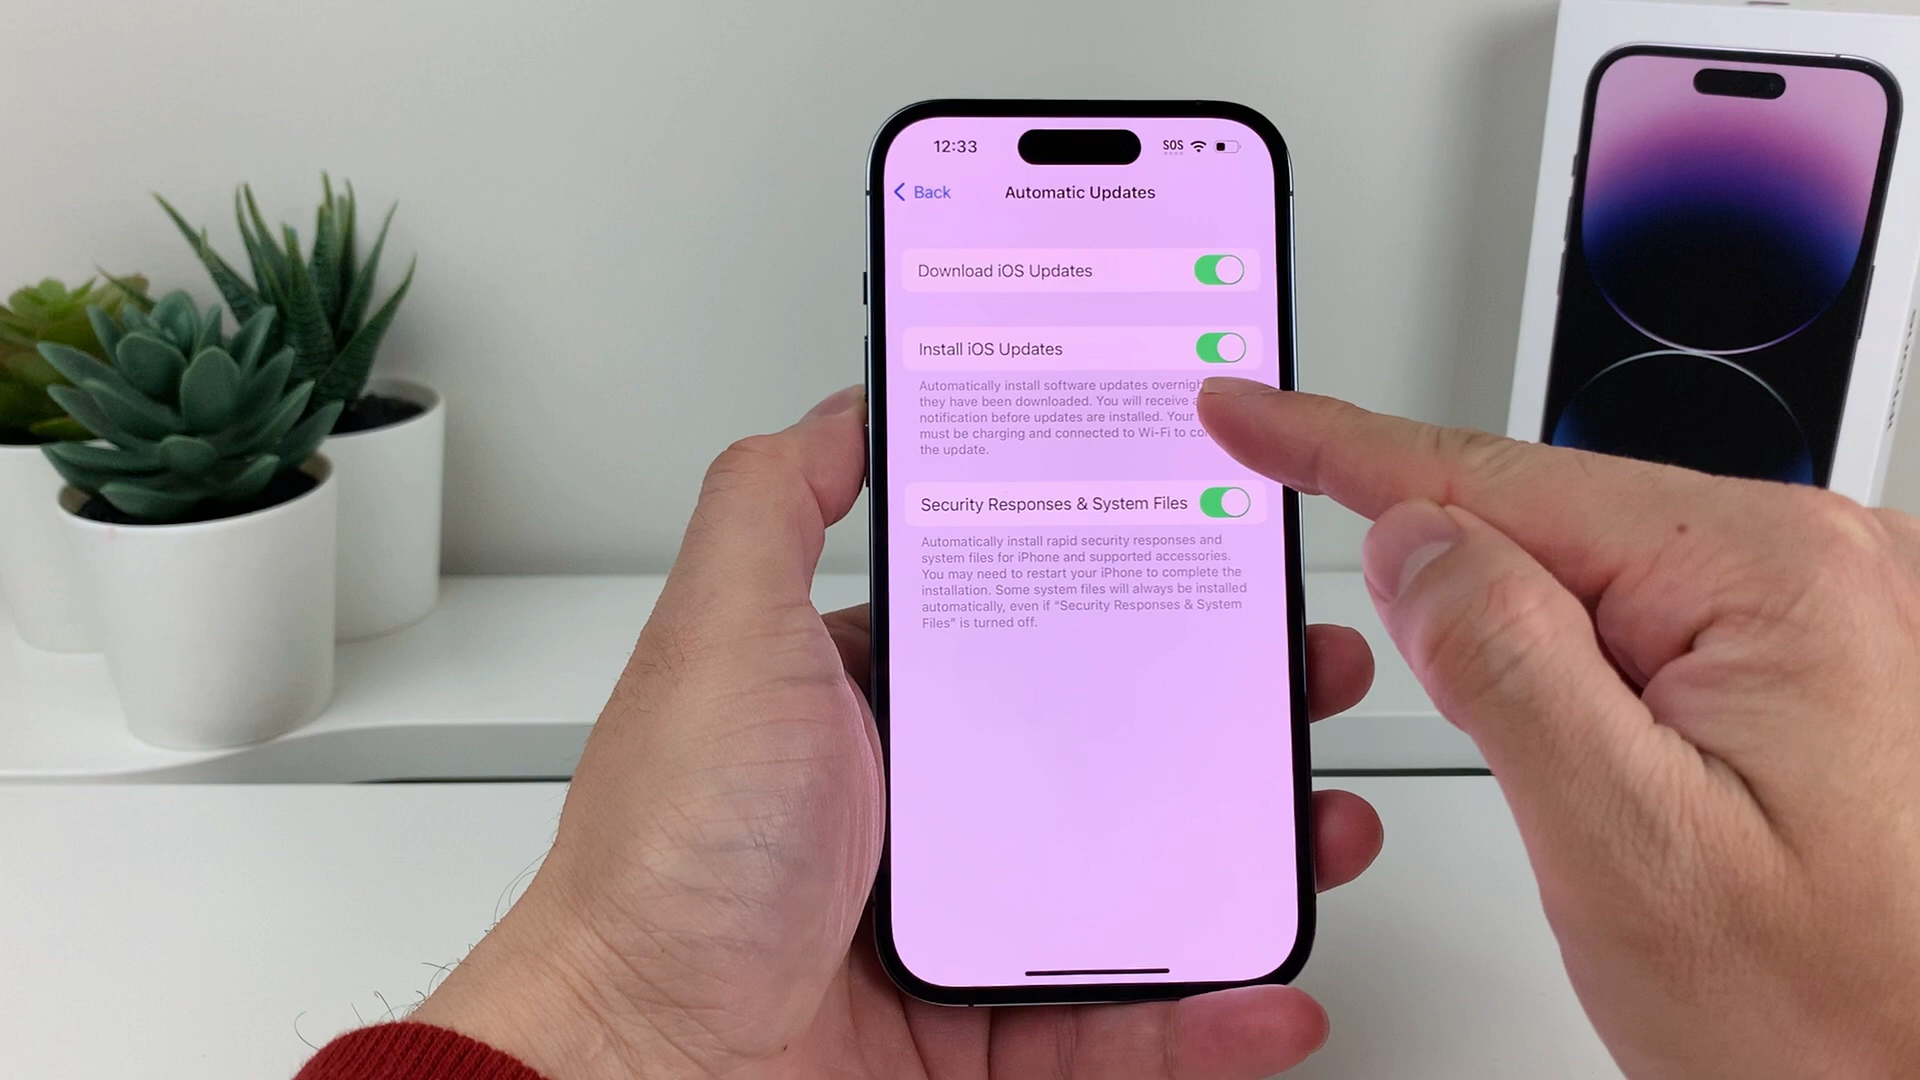 12:33
SOS
Back
Automatic Updates
Download iOS Updates
Install iOS Updates
Automatically install software updates
they have been downloaded. You will receive
notification before updates are installed. Your
must be charging and connected to Wi-Fi to
the update.
Security Responses & System Files
Automatically install rapid security responses and
system files for iPhone and supported accessories.
You may need to restart your iPhone to complete the
installation. Some system files will always be installed
automatically, even if “Security Responses & System
Files” is turned off.